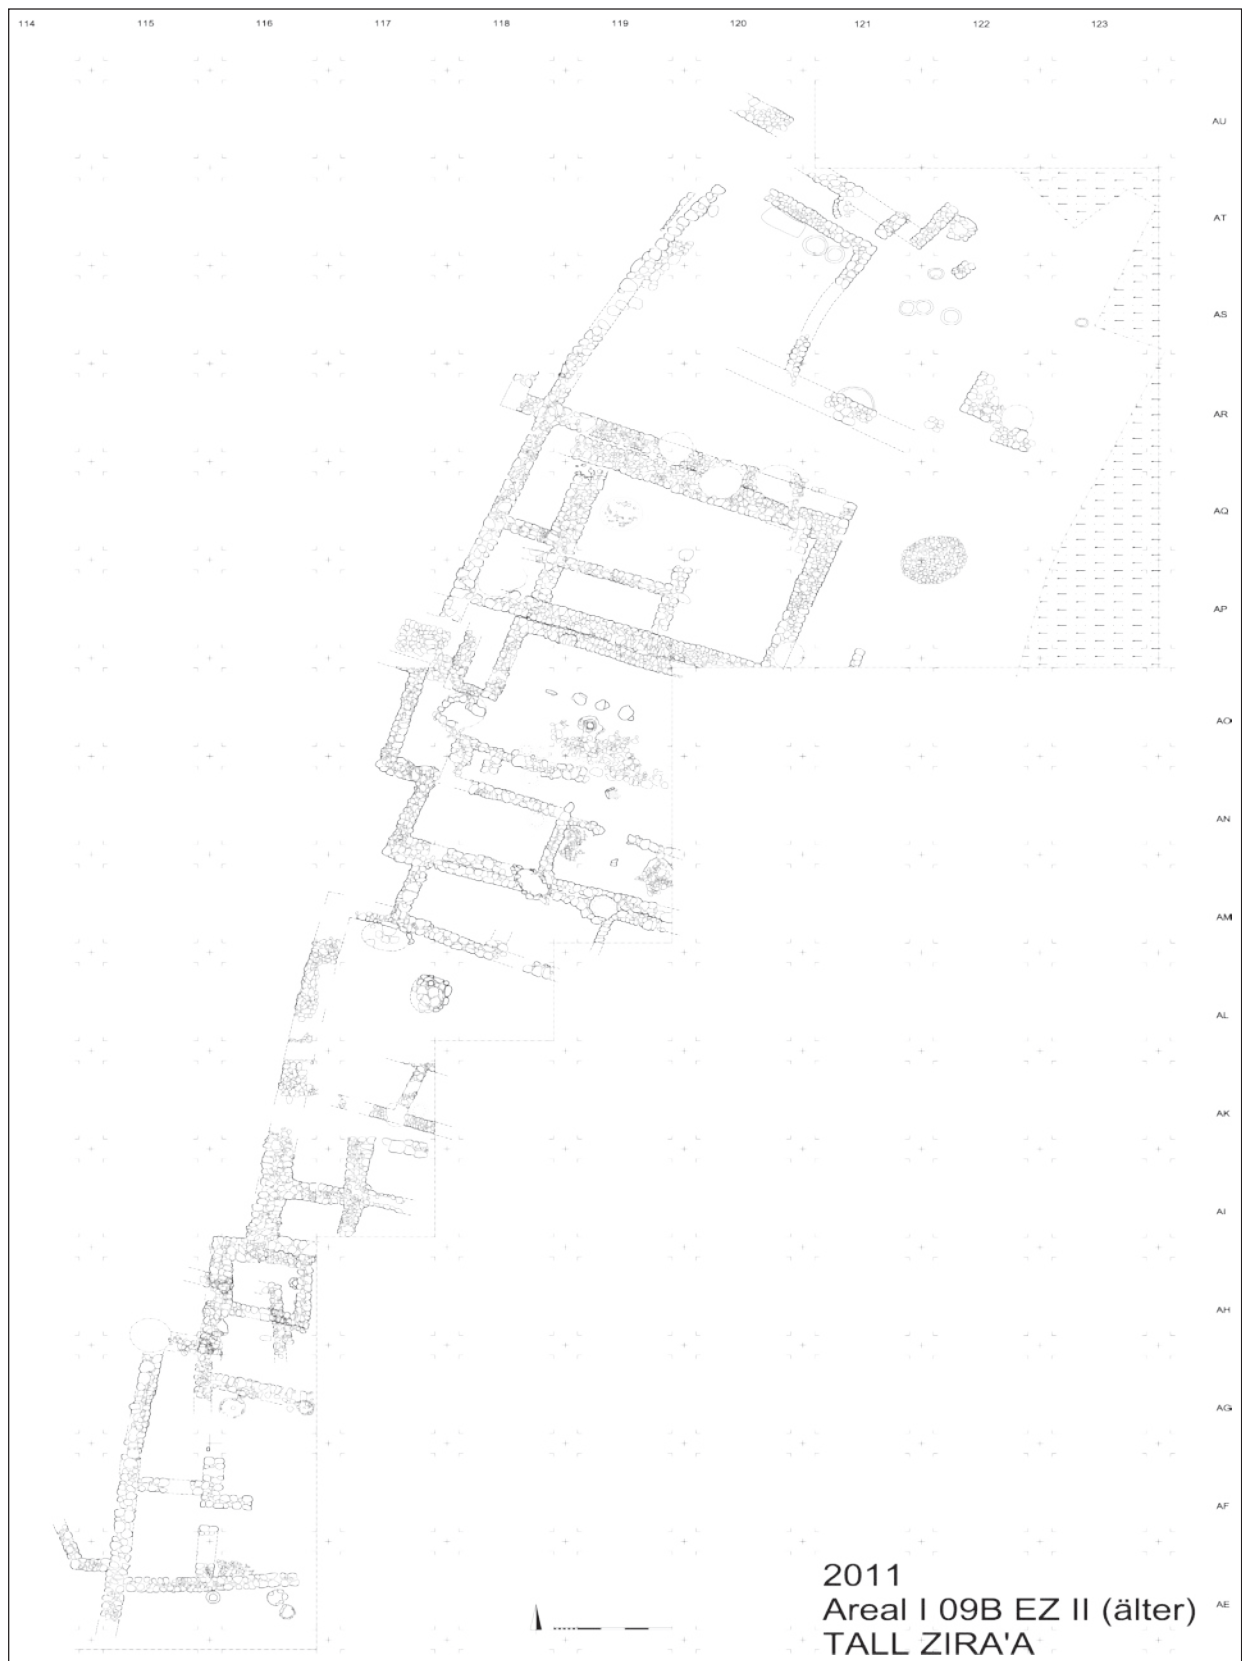 114 115 116 117 118 119 120 121 122 123
AU
AT
AS
AR
AQ
AP
AO
AN
AM
AL
AK
AI
AH
AG
AF
AE
2011
Areal I 09B EZ II (älter)
TALL ZIRA'A